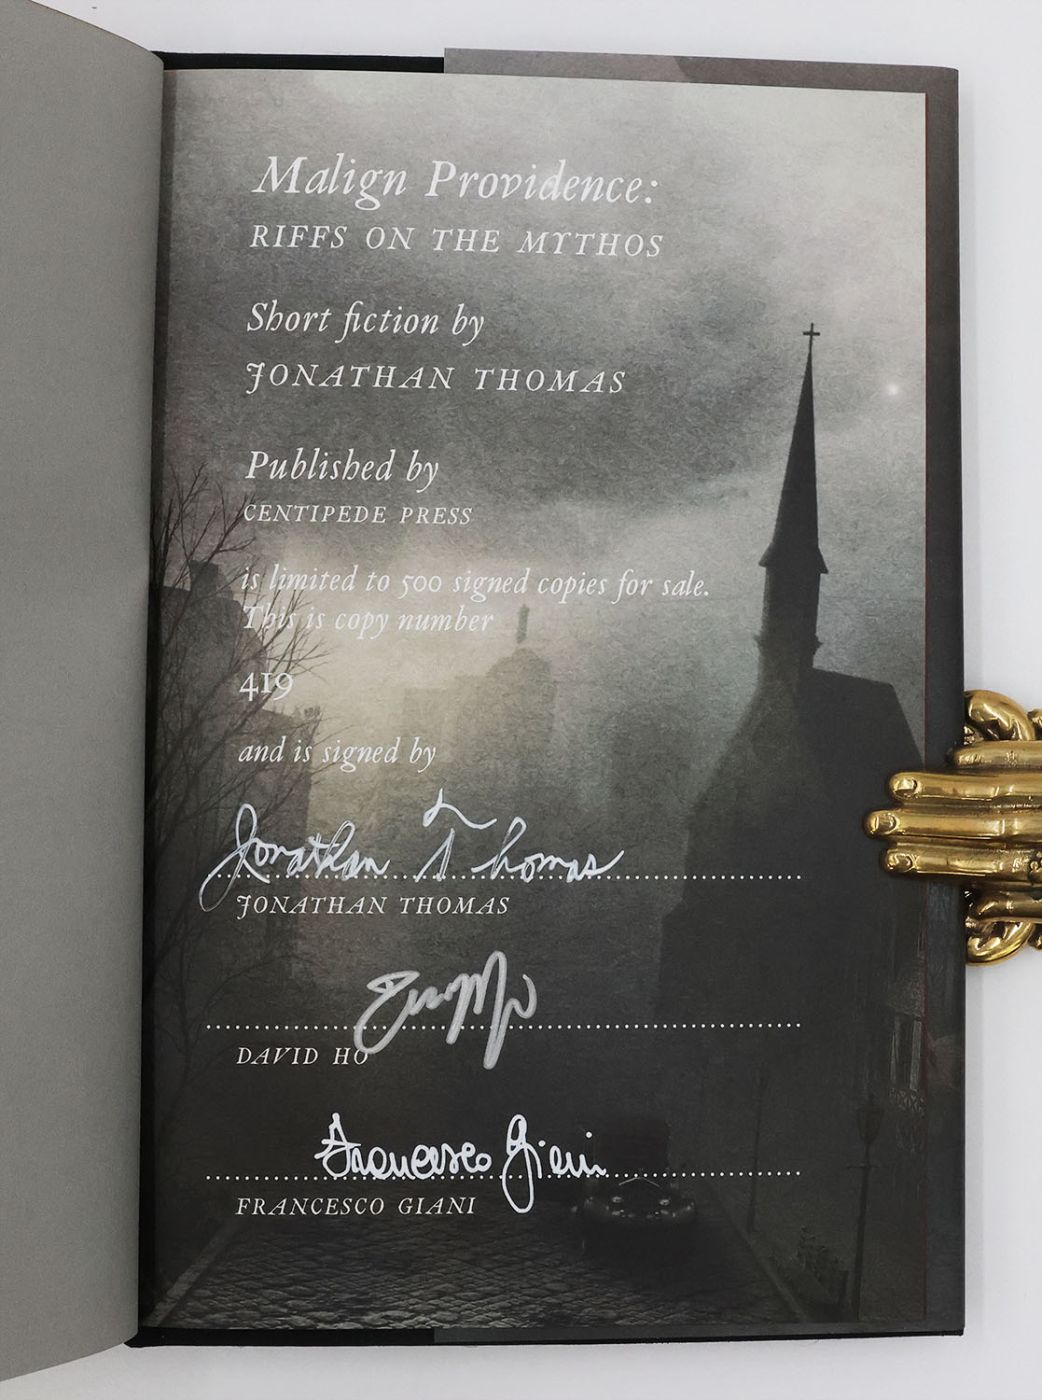 Malign Providence:
RIFFS ON THE MYTHOS
Short fiction by
JONATHAN THOMAS
Published by
CENTIPEDE PRESS
is limited to 500 signed copies for sale.
This is copy number
419
and is signed by
Jonathan Thomas
JONATHAN THOMAS
DAVID HO
Francesco Giani
FRANCESCO GIANI